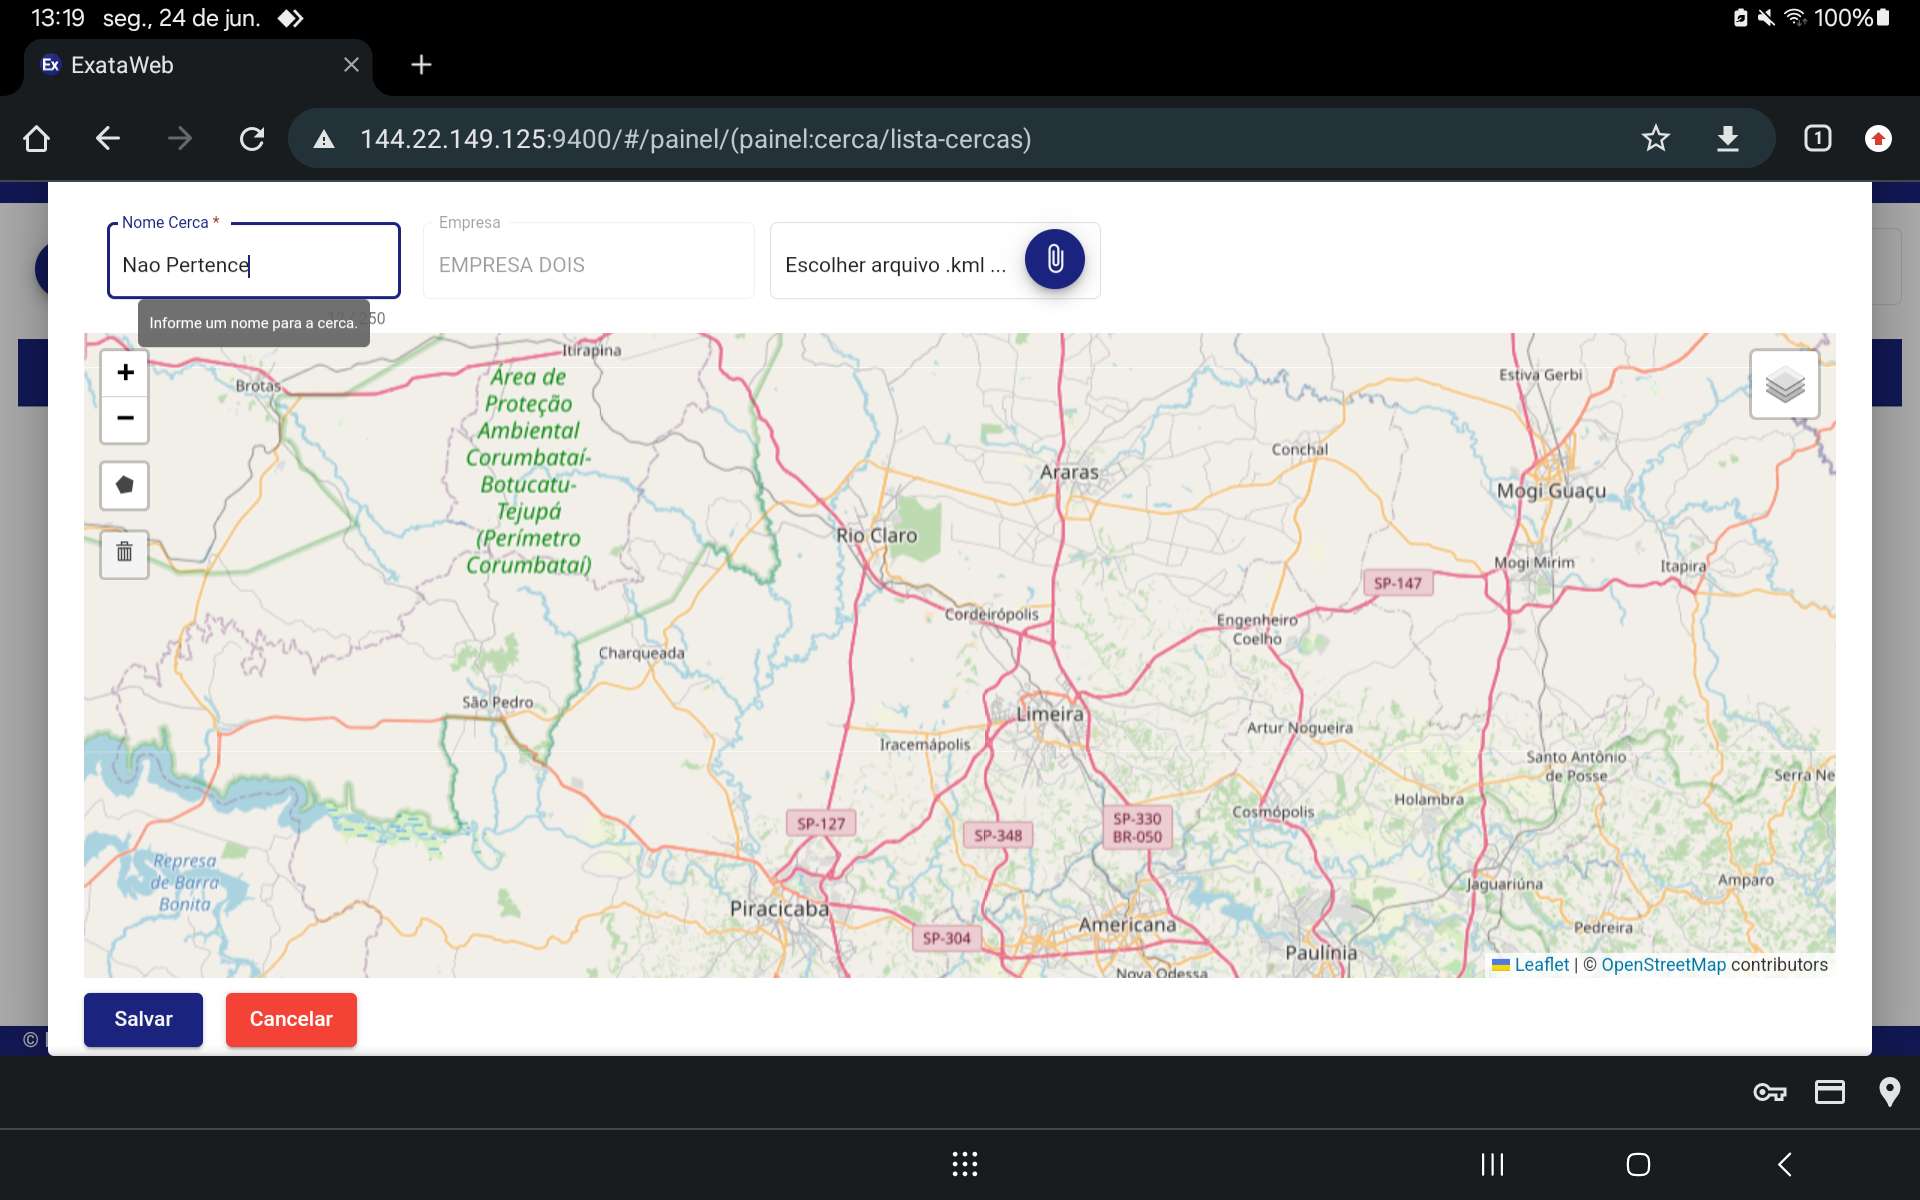 13:19 seg., 24 de jun.
100%
Ex ExataWeb
144.22.149.125:9400/#/painel/(painel:cerca/lista-cercas)
1
Nome Cerca *
Nao Pertence
Empresa
EMPRESA DOIS
Escolher arquivo .kml ...
Informe um nome para a cerca.
Itirapina
Brotas
Área de
Proteção
Ambiental
Corumbataí-
Botucatu-
Tejupá
(Perímetro
Corumbataí)
Estiva Gerbi
Conchal
Araras
Mogi Guaçu
Rio Claro
Mogi Mirim
Itapira
SP-147
Cordeirópolis
Engenheiro
Coelho
Charqueada
São Pedro
Limeira
Artur Nogueira
Iracemápolis
Santo Antônio
de Posse
Serra Ne
Holambra
Cosmópolis
SP-127
SP-348
SP-330
BR-050
Represa
de Barra
Bonita
Jaguariúna
Amparo
Piracicaba
Americana
Pedreira
SP-304
Paulínia
Nova Odessa
Leaflet | © OpenStreetMap contributors
Salvar
Cancelar
©